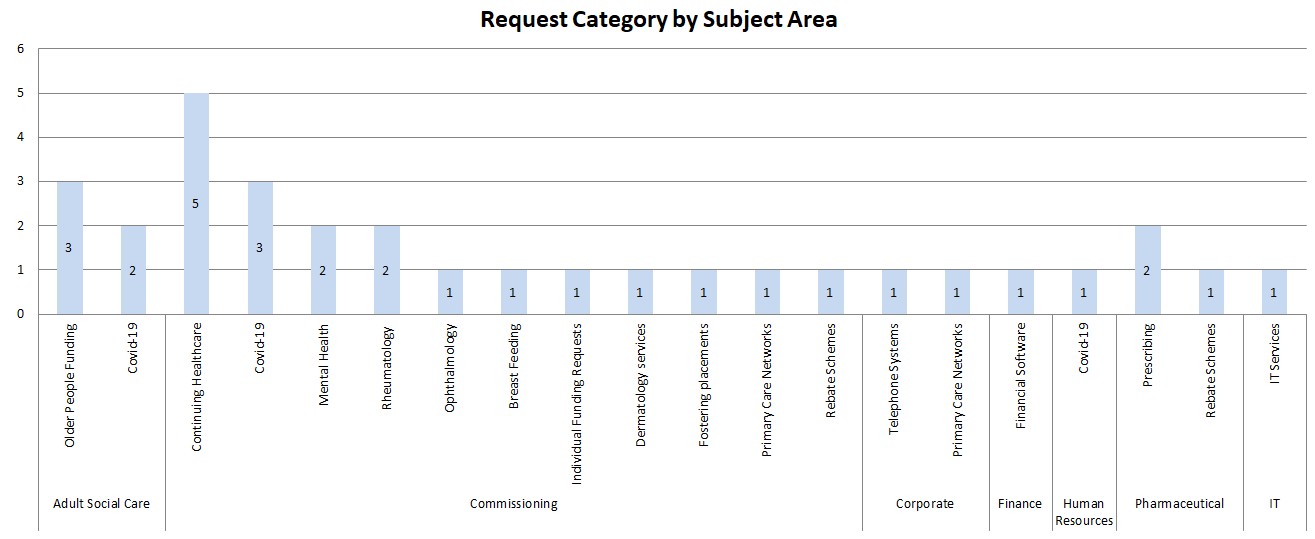 Request Category by Subject Area
6
5
4
3
2
1
0
3
2
5
3
2
2
1
1
1
1
1
1
1
1
1
1
1
2
1
1
Older People Funding
Covid-19
Continuing Healthcare
Covid-19
Mental Health
Rheumatology
Ophthalmology
Breast Feeding
Individual Funding Requests
Dermatology services
Fostering placements
Primary Care Networks
Rebate Schemes
Telephone Systems
Primary Care Networks
Financial Software
Covid-19
Prescribing
Rebate Schemes
IT Services
Adult Social Care
Commissioning
Corporate
Finance
Human
Resources
Pharmaceutical
IT